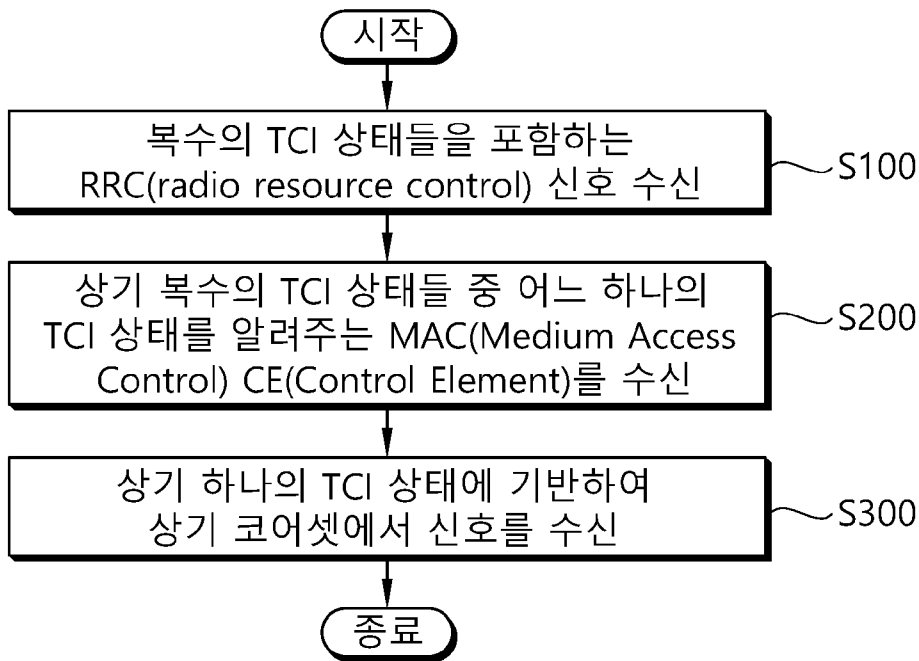 시작
복수의 TCI 상태들을 포함하는
RRC(radio resource control) 신호 수신
S100
상기 복수의 TCI 상태들 중 어느 하나의
TCI 상태를 알려주는 MAC(Medium Access
Control) CE(Control Element)를 수신
S200
상기 하나의 TCI 상태에 기반하여
상기 코어셋에서 신호를 수신
S300
종료